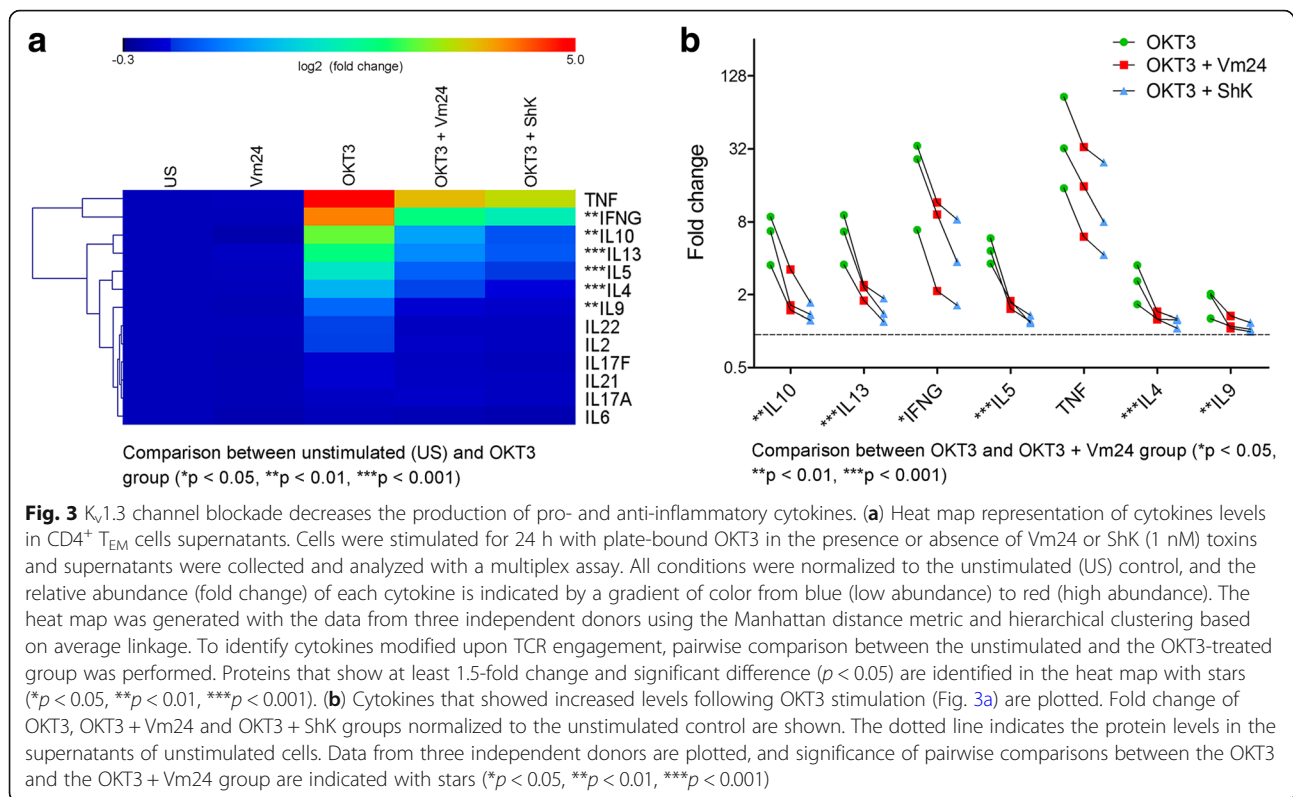 a
-0.3
5.0
log2 (fold change)
US
Vm24
OKT3
OKT3 + Vm24
OKT3 + ShK
TNF
**IFNG
**IL10
***IL13
***IL5
***IL4
**IL9
IL22
IL2
IL17F
IL21
IL17A
IL6
Comparison between unstimulated (US) and OKT3
group (*p < 0.05, **p < 0.01, ***p < 0.001)
b
OKT3
OKT3 + Vm24
OKT3 + ShK
Fold change
128
32
8
2
0.5
**IL10
***IL13
*IFNG
***IL5
TNF
***IL4
**IL9
Comparison between OKT3 and OKT3 + Vm24 group (*p < 0.05,
**p < 0.01, ***p < 0.001)
Fig. 3 Kv1.3 channel blockade decreases the production of pro- and anti-inflammatory cytokines. (a) Heat map representation of cytokines levels
in CD4+ TEM cells supernatants. Cells were stimulated for 24 h with plate-bound OKT3 in the presence or absence of Vm24 or ShK (1 nM) toxins
and supernatants were collected and analyzed with a multiplex assay. All conditions were normalized to the unstimulated (US) control, and the
relative abundance (fold change) of each cytokine is indicated by a gradient of color from blue (low abundance) to red (high abundance). The
heat map was generated with the data from three independent donors using the Manhattan distance metric and hierarchical clustering based
on average linkage. To identify cytokines modified upon TCR engagement, pairwise comparison between the unstimulated and the OKT3-treated
group was performed. Proteins that show at least 1.5-fold change and significant difference (p < 0.05) are identified in the heat map with stars
(*p < 0.05, **p < 0.01, ***p < 0.001). (b) Cytokines that showed increased levels following OKT3 stimulation (Fig. 3a) are plotted. Fold change of
OKT3, OKT3 + Vm24 and OKT3 + ShK groups normalized to the unstimulated control are shown. The dotted line indicates the protein levels in the
supernatants of unstimulated cells. Data from three independent donors are plotted, and significance of pairwise comparisons between the OKT3
and the OKT3 + Vm24 group are indicated with stars (*p < 0.05, **p < 0.01, ***p < 0.001)